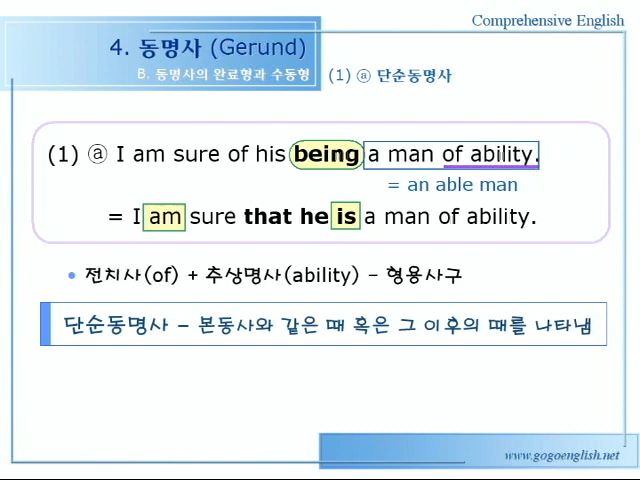 Comprehensive English
4. 동명사 (Gerund)
B. 동명사의 완료형과 수동형
(1) ⓐ 단순동명사
(1) ⓐ I am sure of his being a man of ability.
= an able man
= I am sure that he is a man of ability.
• 전치사(of) + 추상명사(ability) – 형용사구
단순동명사 – 본동사와 같은 때 혹은 그 이후의 때를 나타냄
www.gogoenglish.net